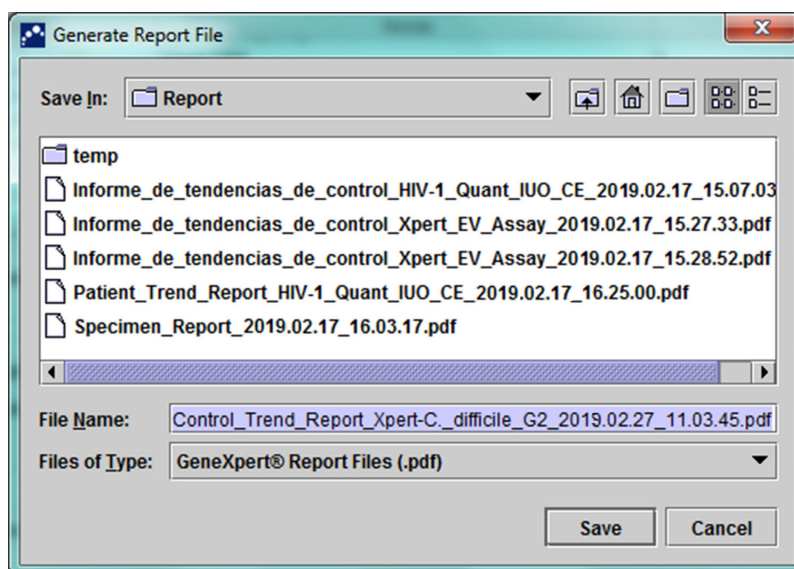 Generate Report File
Save In: Report
temp
Informe_de_tendencias_de_control_HIV-1_Quant_IUO_CE_2019.02.17_15.07.03
Informe_de_tendencias_de_control_Xpert_EV_Assay_2019.02.17_15.27.33.pdf
Informe_de_tendencias_de_control_Xpert_EV_Assay_2019.02.17_15.28.52.pdf
Patient_Trend_Report_HIV-1_Quant_IUO_CE_2019.02.17_16.25.00.pdf
Specimen_Report_2019.02.17_16.03.17.pdf
File Name: Control_Trend_Report_Xpert-C._difficile_G2_2019.02.27_11.03.45.pdf
Files of Type: GeneXpert® Report Files (.pdf)
Save Cancel